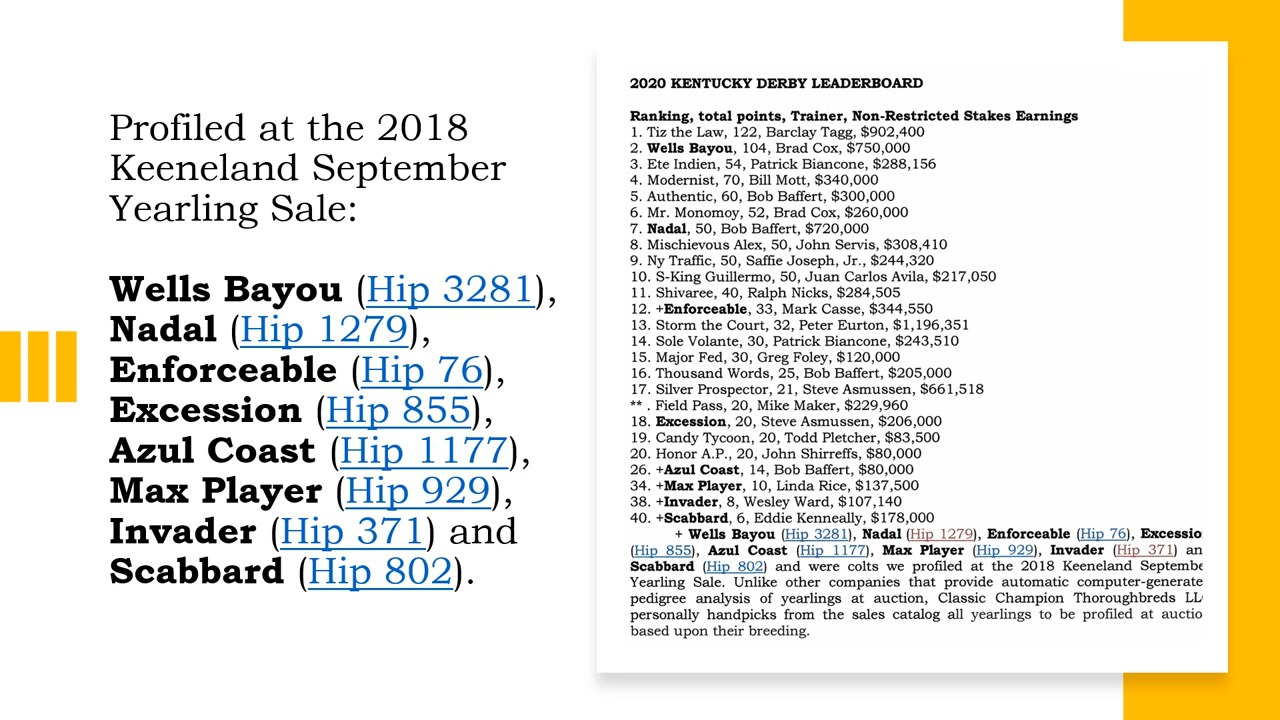 Profiled at the 2018
Keeneland September
Yearling Sale:
Wells Bayou (Hip 3281),
Nadal (Hip 1279),
Enforceable (Hip 76),
Excession (Hip 855),
Azul Coast (Hip 1177),
Max Player (Hip 929),
Invader (Hip 371) and
Scabbard (Hip 802).
2020 KENTUCKY DERBY LEADERBOARD
Ranking, total points, Trainer, Non-Restricted Stakes Earnings
1. Tiz the Law, 122, Barclay Tagg, $902,400
2. Wells Bayou, 104, Brad Cox, $750,000
3. Ete Indien, 54, Patrick Biancone, $288,156
4. Modernist, 70, Bill Mott, $340,000
5. Authentic, 60, Bob Baffert, $300,000
6. Mr. Monomoy, 52, Brad Cox, $260,000
7. Nadal, 50, Bob Baffert, $720,000
8. Mischievous Alex, 50, John Servis, $308,410
9. Ny Traffic, 50, Saffie Joseph, Jr., $244,320
10. S-King Guillermo, 50, Juan Carlos Avila, $217,050
11. Shivaree, 40, Ralph Nicks, $284,505
12. +Enforceable, 33, Mark Casse, $344,550
13. Storm the Court, 32, Peter Eurton, $1,196,351
14. Sole Volante, 30, Patrick Biancone, $243,510
15. Major Fed, 30, Greg Foley, $120,000
16. Thousand Words, 25, Bob Baffert, $205,000
17. Silver Prospector, 21, Steve Asmussen, $661,518
** . Field Pass, 20, Mike Maker, $229,960
18. Excession, 20, Steve Asmussen, $206,000
19. Candy Tycoon, 20, Todd Pletcher, $83,500
20. Honor A.P., 20, John Shirreffs, $80,000
26. +Azul Coast, 14, Bob Baffert, $80,000
34. +Max Player, 10, Linda Rice, $137,500
38. +Invader, 8, Wesley Ward, $107,140
40. +Scabbard, 6, Eddie Kenneally, $178,000
+ Wells Bayou (Hip 3281), Nadal (Hip 1279), Enforceable (Hip 76), Excessio
(Hip 855), Azul Coast (Hip 1177), Max Player (Hip 929), Invader (Hip 371) an
Scabbard (Hip 802) and were colts we profiled at the 2018 Keeneland Septembe
Yearling Sale. Unlike other companies that provide automatic computer-generate
pedigree analysis of yearlings at auction, Classic Champion Thoroughbreds LL
personally handpicks from the sales catalog all yearlings to be profiled at auctio
based upon their breeding.